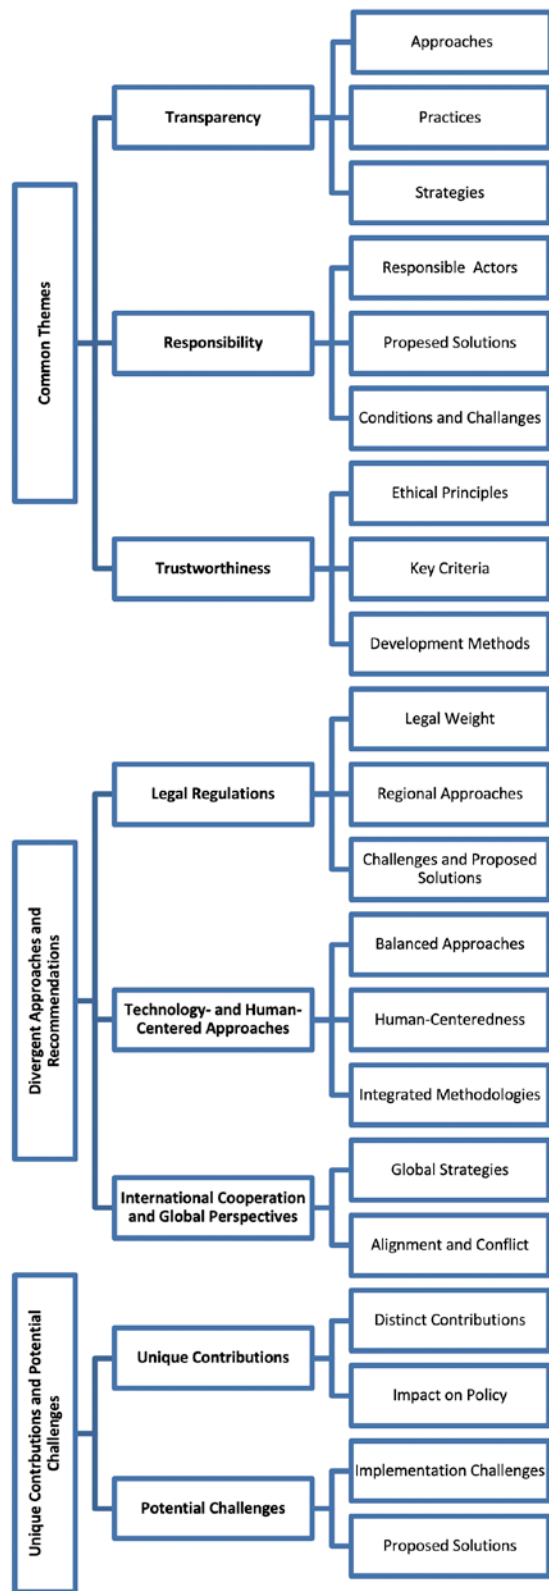 Common Themes
Transparency
Approaches
Practices
Strategies
Responsibility
Responsible Actors
Propesed Solutions
Conditions and Challanges
Trustworthiness
Ethical Principles
Key Criteria
Development Methods
Divergent Approaches and
Recommendations
Legal Regulations
Legal Weight
Regional Approaches
Challenges and Proposed
Solutions
Technology- and Human-
Centered Approaches
Balanced Approaches
Human-Centeredness
Integrated Methodologies
International Cooperation
and Global Perspectives
Global Strategies
Alignment and Conflict
Unique Contrbutions and Potential
Challenges
Unique Contributions
Distinct Contributions
Impact on Policy
Potential Challenges
Implementation Challenges
Proposed Solutions